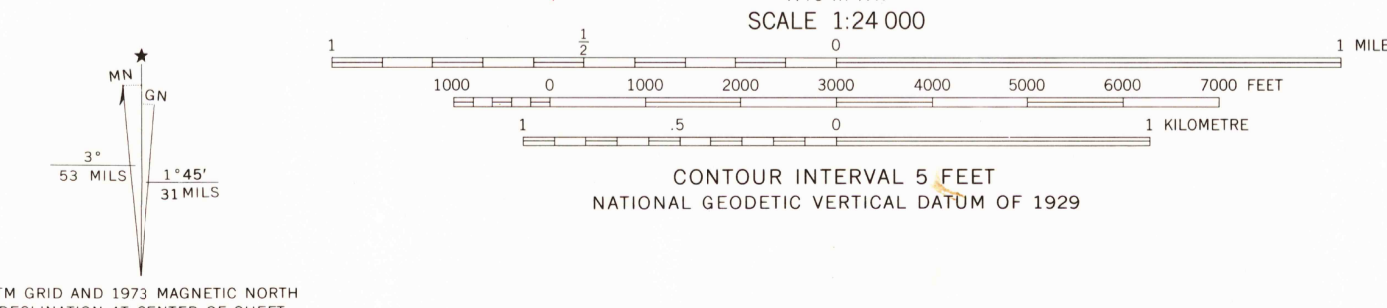 SCALE 1:24 000
1 1/2 0 1 MILE
1000 0 1000 2000 3000 4000 5000 6000 7000 FEET
1 .5 0 1 KILOMETRE
CONTOUR INTERVAL 5 FEET
NATIONAL GEODETIC VERTICAL DATUM OF 1929
MN
GN
3°
53 MILS
1°45′
31 MILS
TM GRID AND 1973 MAGNETIC NORTH
DECLINATION AT CENTER OF SHEET